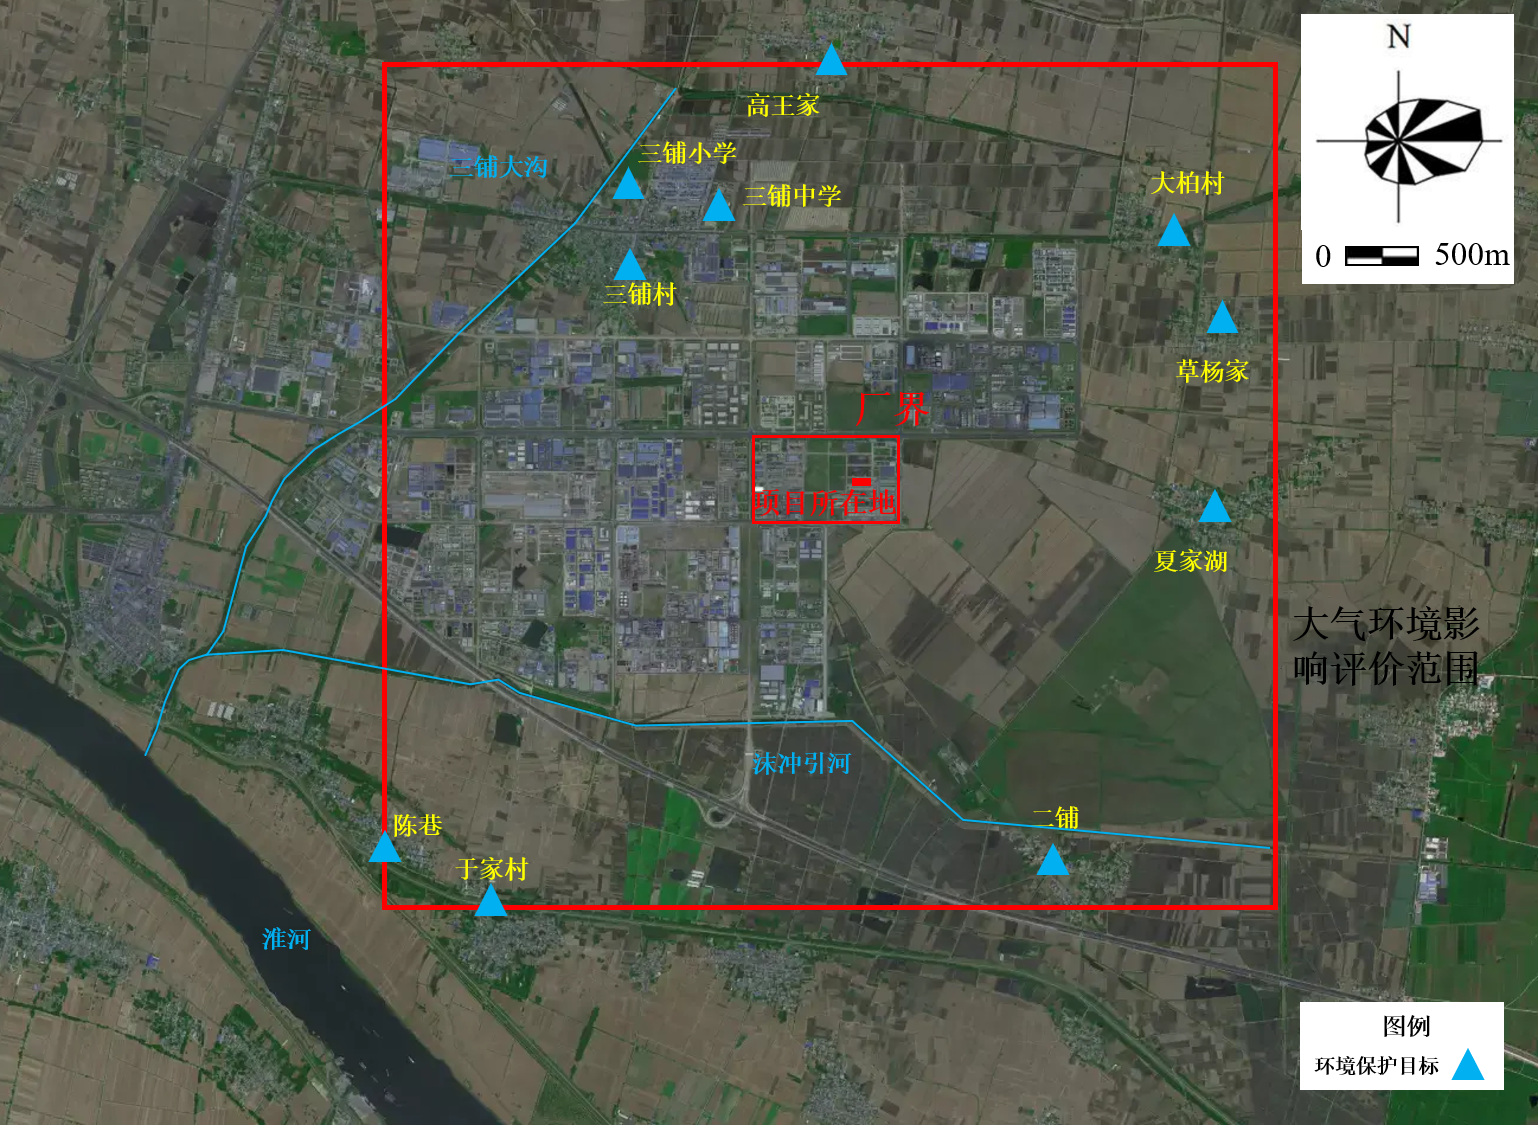 N
0 500m
高王家
三铺小学
三铺大沟
三铺中学
大柏村
三铺村
草杨家
厂界
项目所在地
夏家湖
大气环境影
响评价范围
沫冲引河
二铺
陈巷
于家村
淮河
图例
环境保护目标